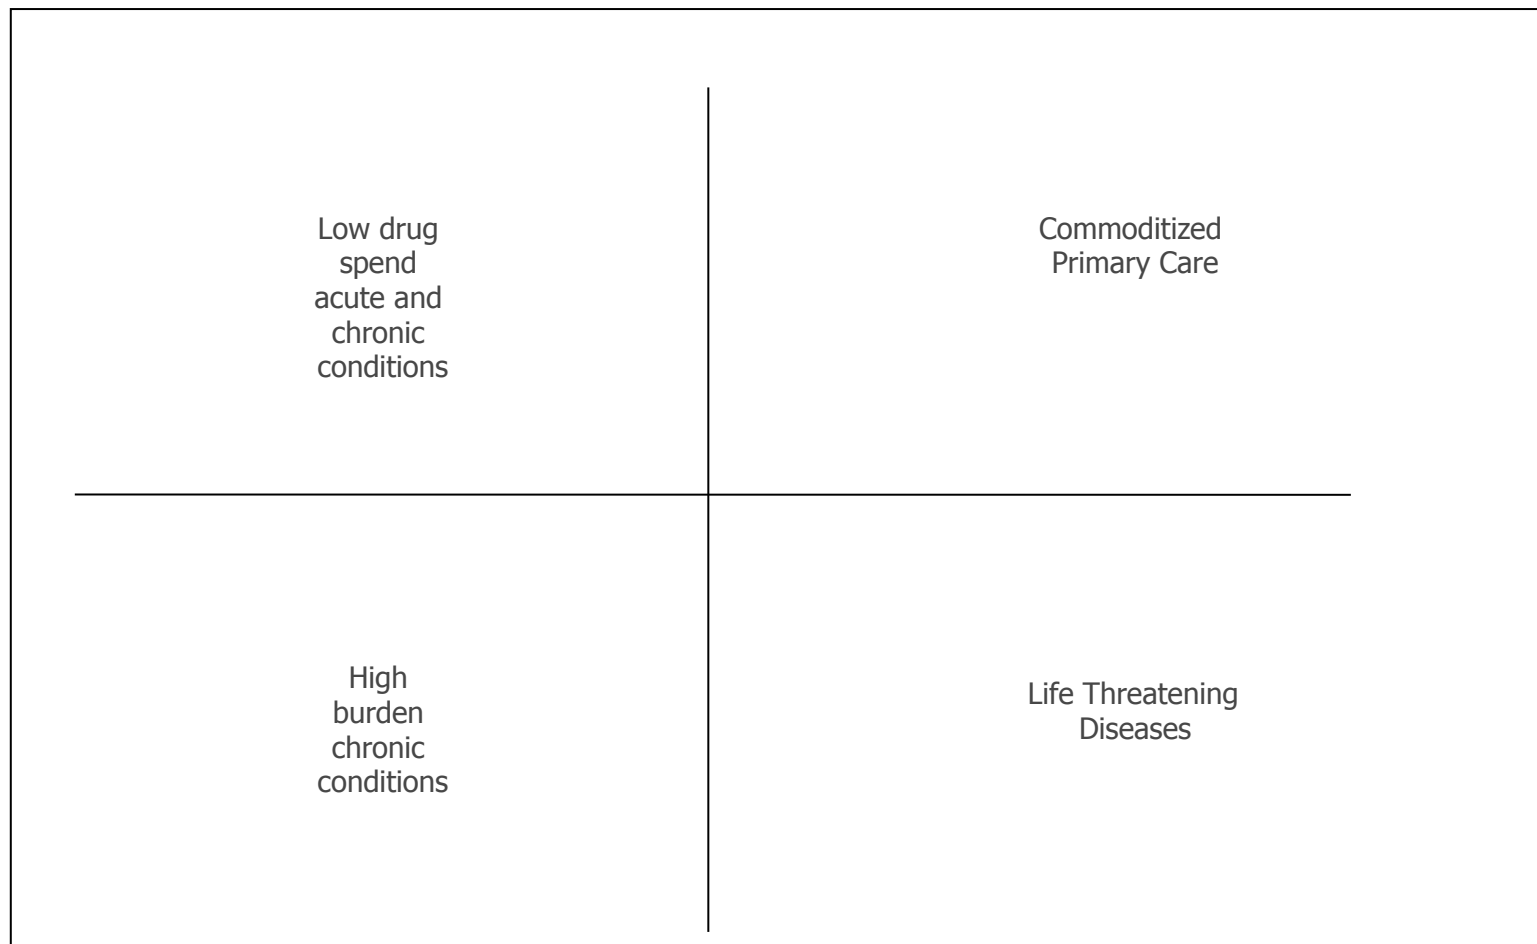 Low drug
spend
acute and
chronic
conditions
Commoditized
Primary Care
High
burden
chronic
conditions
Life Threatening
Diseases